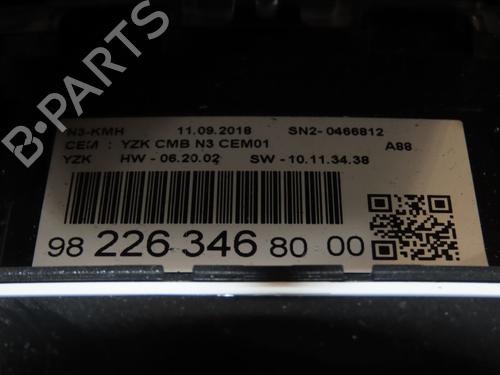 N3-KMH 11.09.2018 SN2- 0466812
CEM : YZK CMB N3 CEM01 A88
YZK HW - 06.20.02 SW - 10.11.34.38
98 226 346 80 00
B-PARTS